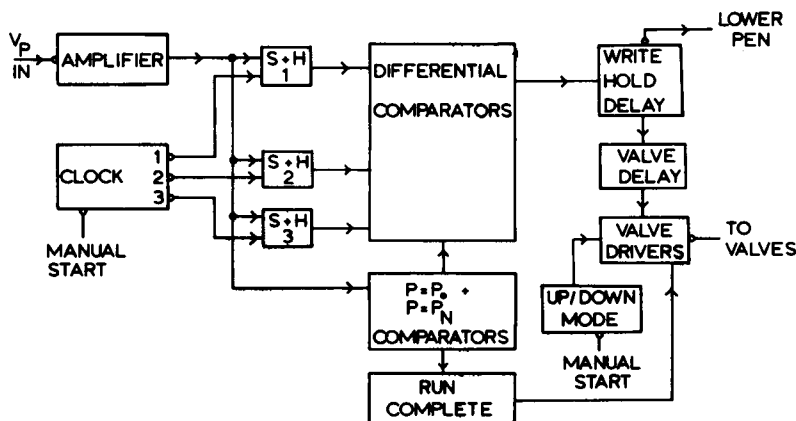 V_P
IN
AMPLIFIER
CLOCK
1
2
3
MANUAL
START
S + H
1
S + H
2
S + H
3
DIFFERENTIAL
COMPARATORS
P = P₀ +
P = P_N
COMPARATORS
RUN
COMPLETE
LOWER
PEN
WRITE
HOLD
DELAY
VALVE
DELAY
VALVE
DRIVERS
TO
VALVES
UP/DOWN
MODE
MANUAL
START